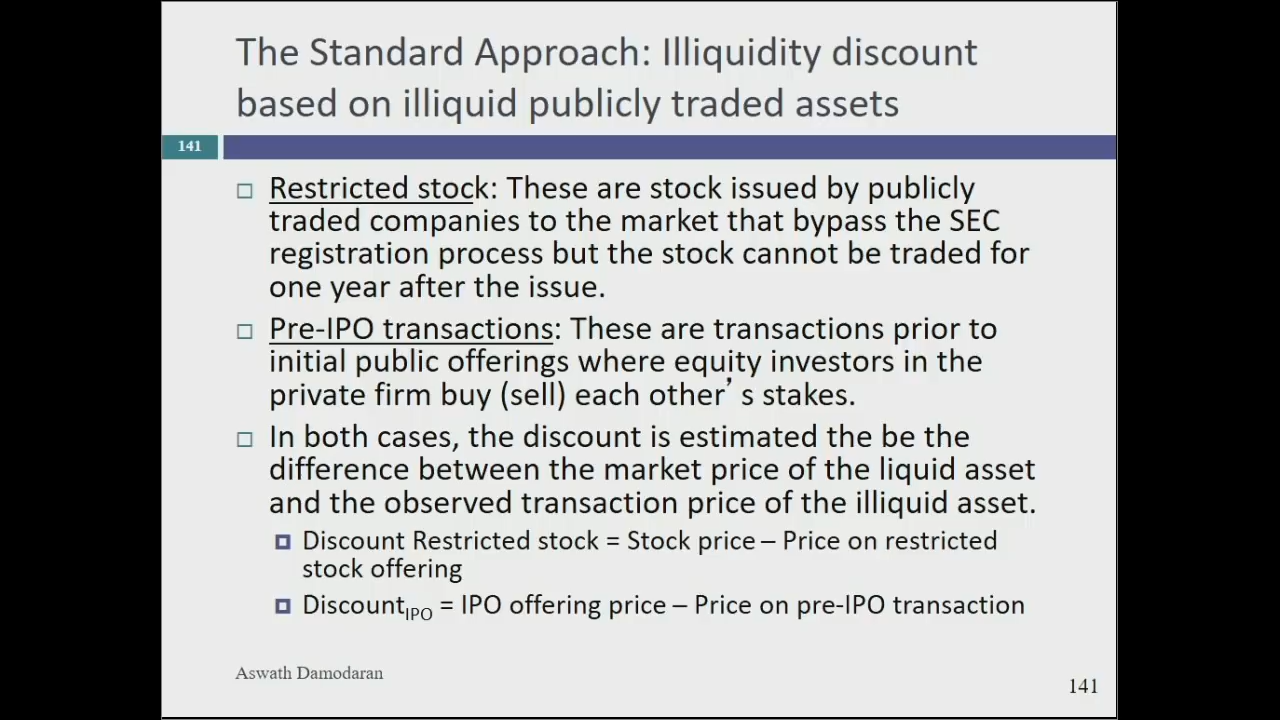 The Standard Approach: Illiquidity discount
based on illiquid publicly traded assets
141
Restricted stock: These are stock issued by publicly
traded companies to the market that bypass the SEC
registration process but the stock cannot be traded for
one year after the issue.
Pre-IPO transactions: These are transactions prior to
initial public offerings where equity investors in the
private firm buy (sell) each other’ s stakes.
In both cases, the discount is estimated the be the
difference between the market price of the liquid asset
and the observed transaction price of the illiquid asset.
Discount Restricted stock = Stock price – Price on restricted
stock offering
DiscountIPO = IPO offering price – Price on pre-IPO transaction
Aswath Damodaran
141